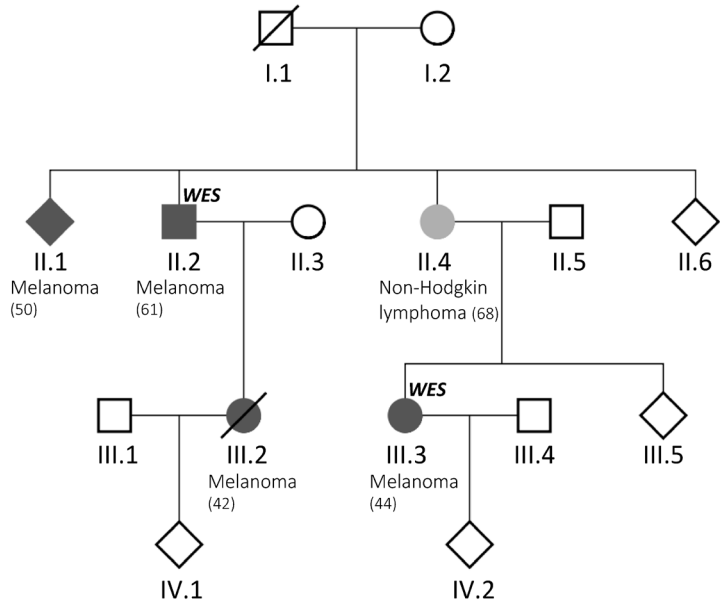 I.1
I.2
WES
II.1
Melanoma
(50)
II.2
Melanoma
(61)
II.3
II.4
Non-Hodgkin
lymphoma (68)
II.5
II.6
WES
III.1
III.2
Melanoma
(42)
III.3
Melanoma
(44)
III.4
III.5
IV.1
IV.2